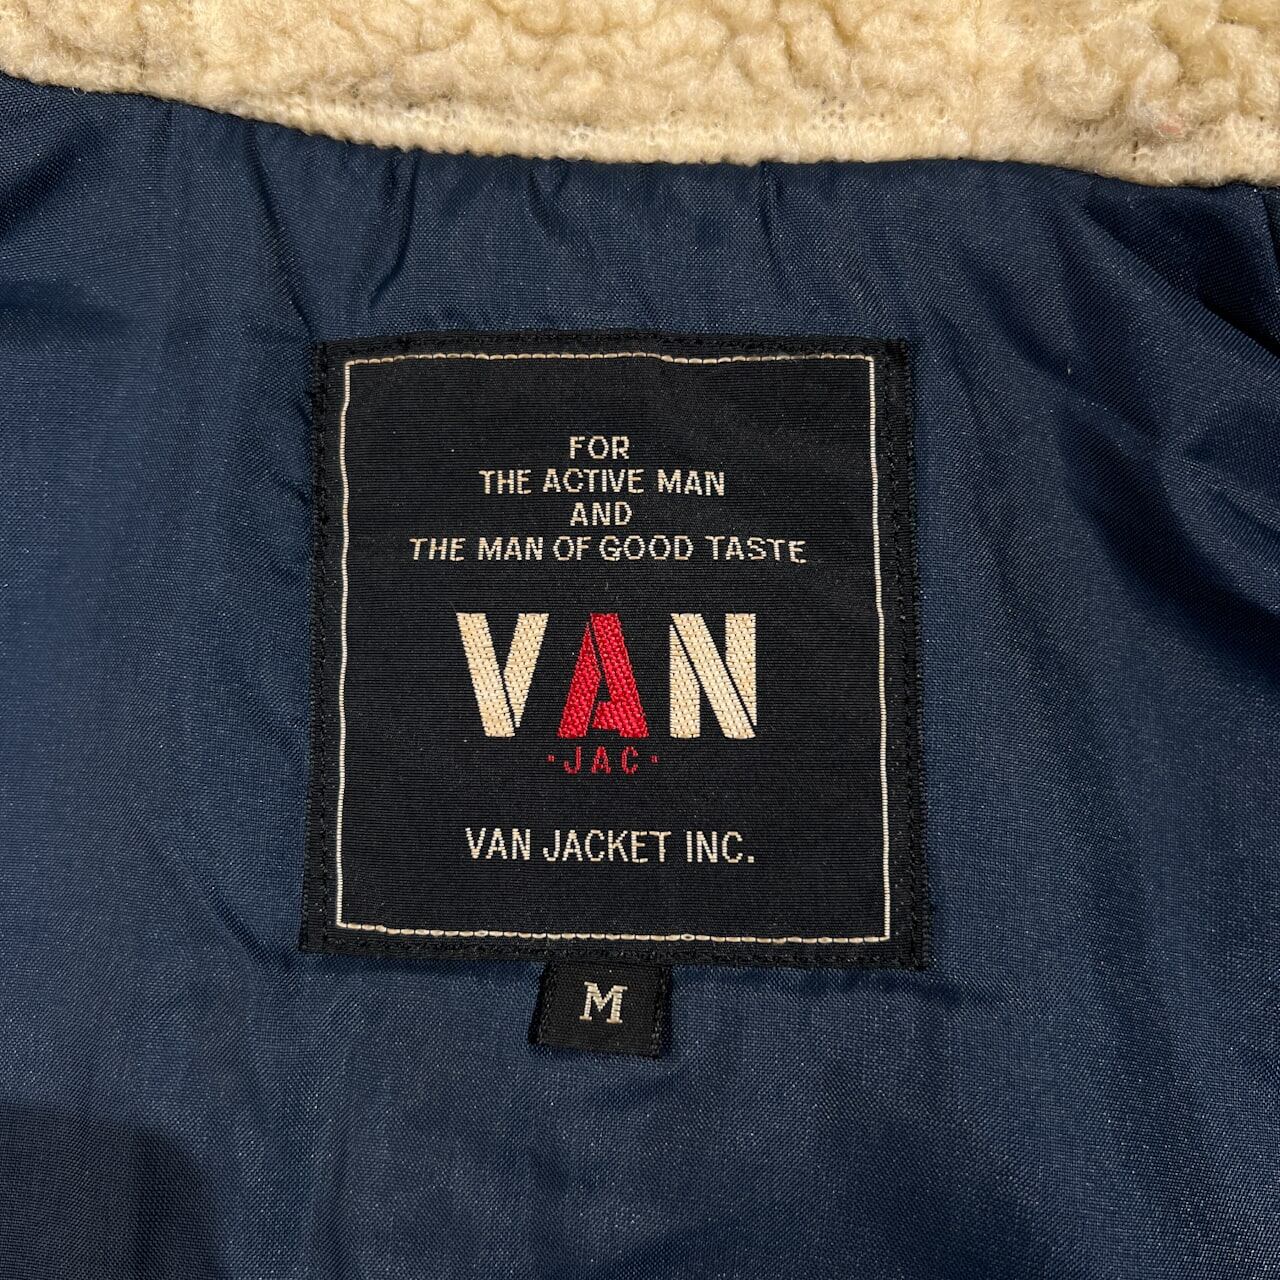 FOR
THE ACTIVE MAN
AND
THE MAN OF GOOD TASTE
VAN
·JAC·
VAN JACKET INC.
M